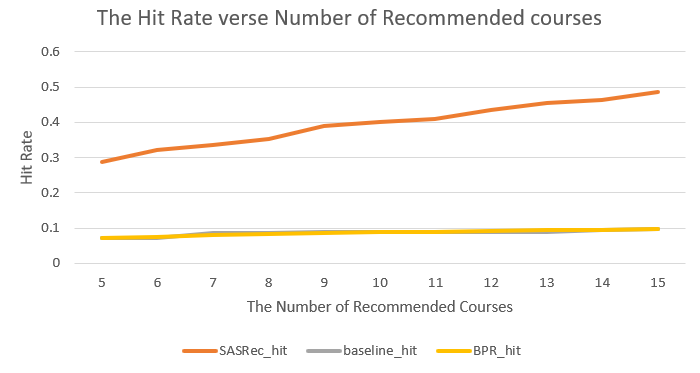 The Hit Rate verse Number of Recommended courses
0.6
0.5
0.4
0.3
0.2
0.1
0
Hit Rate
5 6 7 8 9 10 11 12 13 14 15
The Number of Recommended Courses
SASRec_hit baseline_hit BPR_hit